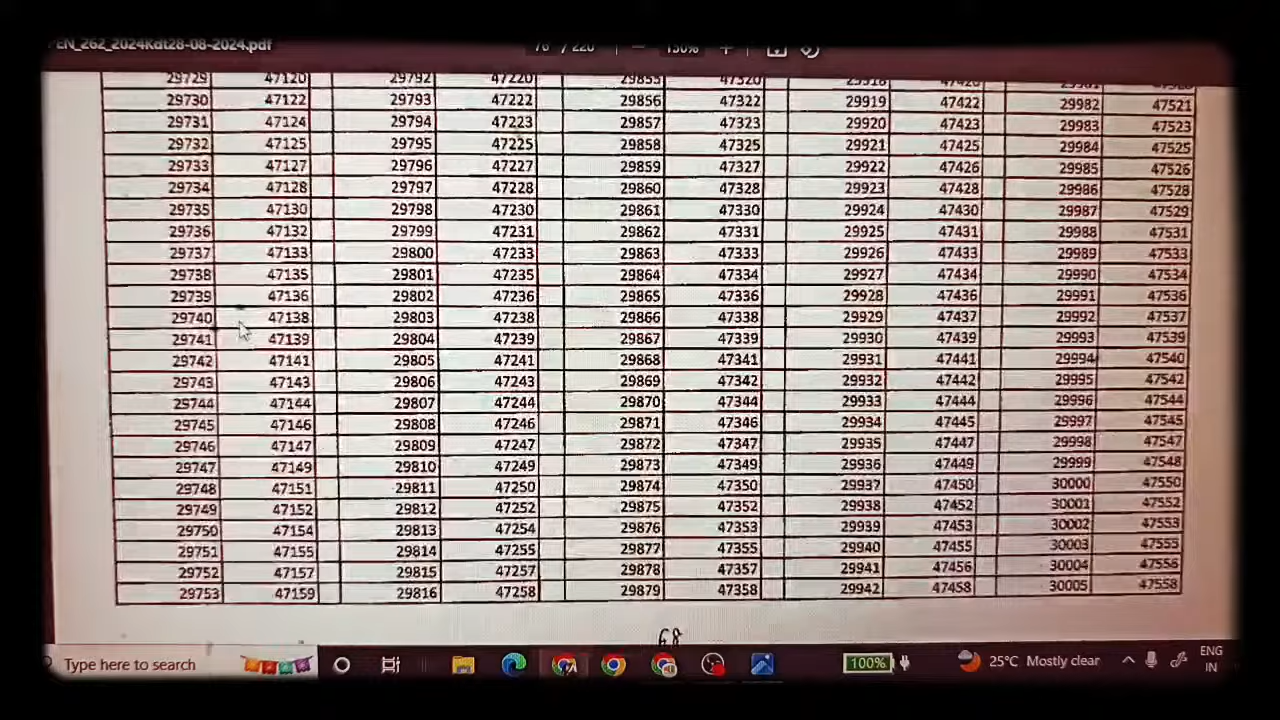 EN_262_2024kdt28-08-2024.pdf 76 / 220 — 130% +
29729 47120 29792 47220 29855 47320
29730 47122 29793 47222 29856 47322 29919 47422 29982 47521
29731 47124 29794 47223 29857 47323 29920 47423 29983 47523
29732 47125 29795 47225 29858 47325 29921 47425 29984 47525
29733 47127 29796 47227 29859 47327 29922 47426 29985 47526
29734 47128 29797 47228 29860 47328 29923 47428 29986 47528
29735 47130 29798 47230 29861 47330 29924 47430 29987 47529
29736 47132 29799 47231 29862 47331 29925 47431 29988 47531
29737 47133 29800 47233 29863 47333 29926 47433 29989 47533
29738 47135 29801 47235 29864 47334 29927 47434 29990 47534
29739 47136 29802 47236 29865 47336 29928 47436 29991 47536
29740 47138 29803 47238 29866 47338 29929 47437 29992 47537
29741 47139 29804 47239 29867 47339 29930 47439 29993 47539
29742 47141 29805 47241 29868 47341 29931 47441 29994 47540
29743 47143 29806 47243 29869 47342 29932 47442 29995 47542
29744 47144 29807 47244 29870 47344 29933 47444 29996 47544
29745 47146 29808 47246 29871 47346 29934 47445 29997 47545
29746 47147 29809 47247 29872 47347 29935 47447 29998 47547
29747 47149 29810 47249 29873 47349 29936 47449 29999 47548
29748 47151 29811 47250 29874 47350 29937 47450 30000 47550
29749 47152 29812 47252 29875 47352 29938 47452 30001 47552
29750 47154 29813 47254 29876 47353 29939 47453 30002 47553
29751 47155 29814 47255 29877 47355 29940 47455 30003 47555
29752 47157 29815 47257 29878 47357 29941 47456 30004 47556
29753 47159 29816 47258 29879 47358 29942 47458 30005 47558
68
Type here to search 100% 25°C Mostly clear ENG
IN